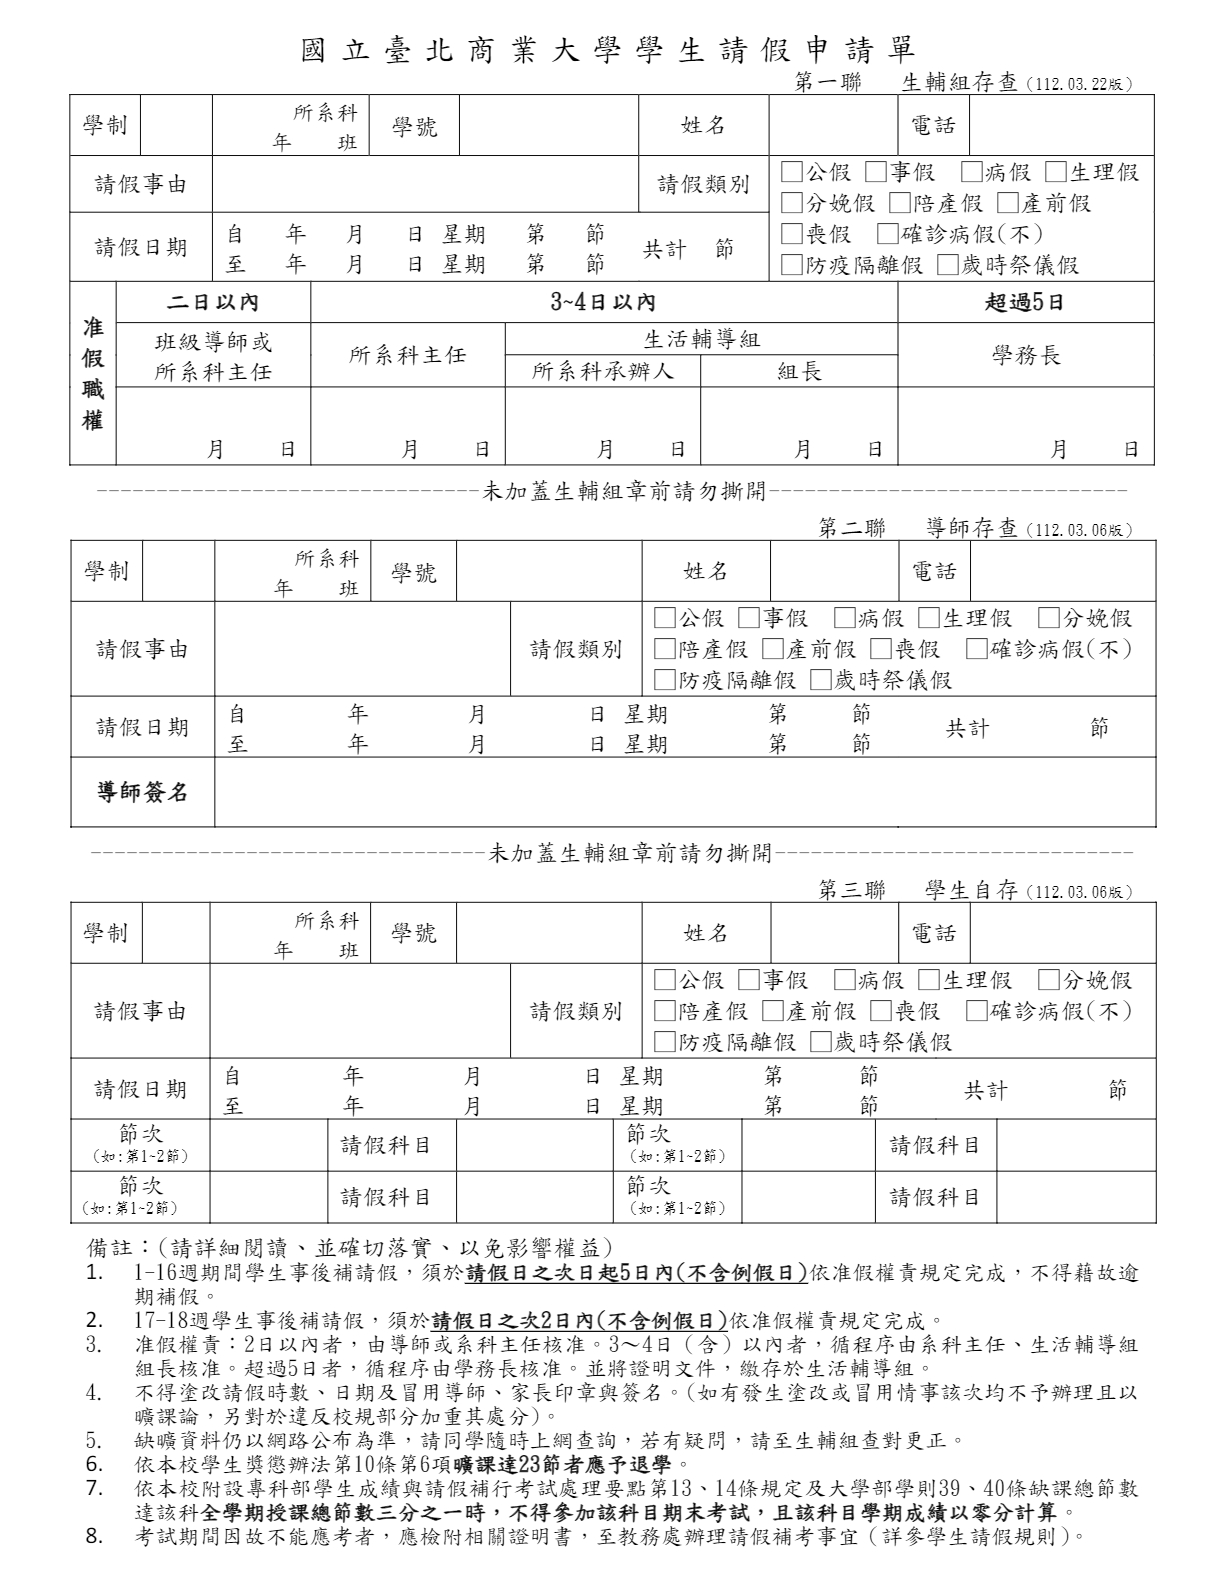 國立臺北商業大學學生請假申請單
第一聯 生輔組存查(112.03.22版)
學制 所系科 學號 姓名 電話
年 班
請假事由 請假類別 □公假 □事假 □病假 □生理假
□分娩假 □陪產假 □產前假
請假日期 自 年 月 日 星期 第 節 共計 節 □喪假 □確診病假(不)
至 年 月 日 星期 第 節 □防疫隔離假 □歲時祭儀假
准假職權 二日以內 3~4日以內 超過5日
班級導師或 所系科主任 生活輔導組 學務長
所系科主任 所系科承辦人 組長
月 日 月 日 月 日 月 日 月 日
--------------------------------未加蓋生輔組章前請勿撕開------------------------------
第二聯 導師存查(112.03.06版)
學制 所系科 學號 姓名 電話
年 班
請假事由 請假類別 □公假 □事假 □病假 □生理假 □分娩假
□陪產假 □產前假 □喪假 □確診病假(不)
□防疫隔離假 □歲時祭儀假
請假日期 自 年 月 日 星期 第 節 共計 節
至 年 月 日 星期 第 節
導師簽名
---------------------------------未加蓋生輔組章前請勿撕開------------------------------
第三聯 學生自存(112.03.06版)
學制 所系科 學號 姓名 電話
年 班
請假事由 請假類別 □公假 □事假 □病假 □生理假 □分娩假
□陪產假 □產前假 □喪假 □確診病假(不)
□防疫隔離假 □歲時祭儀假
請假日期 自 年 月 日 星期 第 節 共計 節
至 年 月 日 星期 第 節
節次 請假科目 節次 請假科目
(如:第1~2節) (如:第1~2節)
節次 請假科目 節次 請假科目
(如:第1~2節) (如:第1~2節)
備註：(請詳細閱讀、並確切落實、以免影響權益)
1. 1-16週期間學生事後補請假，須於請假日之次日起5日內(不含例假日)依准假權責規定完成，不得藉故逾
期補假。
2. 17-18週學生事後補請假，須於請假日之次2日內(不含例假日)依准假權責規定完成。
3. 准假權責：2日以內者，由導師或系科主任核准。3～4日（含）以內者，循程序由系科主任、生活輔導組
組長核准。超過5日者，循程序由學務長核准。並將證明文件，繳存於生活輔導組。
4. 不得塗改請假時數、日期及冒用導師、家長印章與簽名。(如有發生塗改或冒用情事該次均不予辦理且以
曠課論，另對於違反校規部分加重其處分)。
5. 缺曠資料仍以網路公布為準，請同學隨時上網查詢，若有疑問，請至生輔組查對更正。
6. 依本校學生獎懲辦法第10條第6項曠課達23節者應予退學。
7. 依本校附設專科部學生成績與請假補行考試處理要點第13、14條規定及大學部學則39、40條缺課總節數
達該科全學期授課總節數三分之一時，不得參加該科目期末考試，且該科目學期成績以零分計算。
8. 考試期間因故不能應考者，應檢附相關證明書，至教務處辦理請假補考事宜（詳參學生請假規則）。